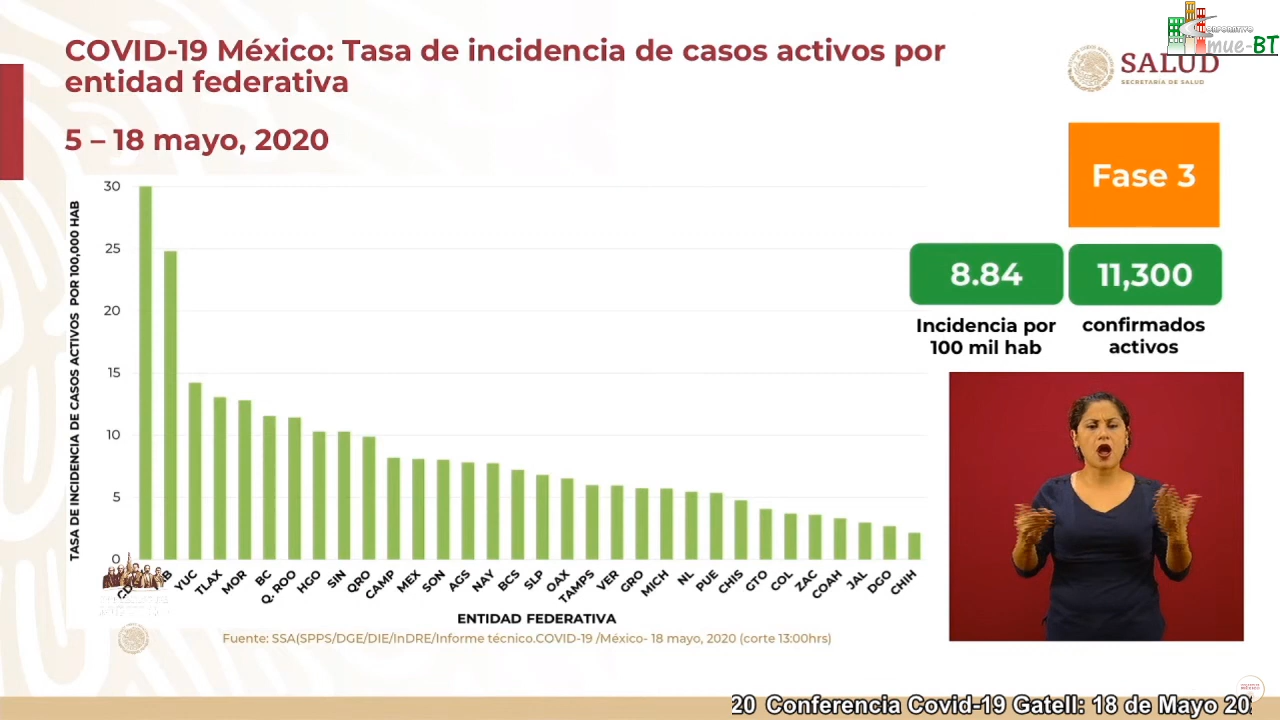 COVID-19 México: Tasa de incidencia de casos activos por
entidad federativa
5 – 18 mayo, 2020
CORPORATIVO
mue-BT
SALUD
SECRETARÍA DE SALUD
Fase 3
8.84
11,300
Incidencia por
100 mil hab
confirmados
activos
TASA DE INCIDENCIA DE CASOS ACTIVOS POR 100,000 HAB
30
25
20
15
10
5
0
YUC
TLAX
MOR
BC
Q. ROO
HGO
SIN
QRO
CAMP
MEX
SON
AGS
NAY
BCS
SLP
OAX
TAMPS
VER
GRO
MICH
NL
PUE
CHIS
GTO
COL
ZAC
COAH
JAL
DGO
CHIH
ENTIDAD FEDERATIVA
Fuente: SSA(SPPS/DGE/DIE/InDRE/Informe técnico.COVID-19 /México- 18 mayo, 2020 (corte 13:00hrs)
20 Conferencia Covid-19 Gatell: 18 de Mayo 20